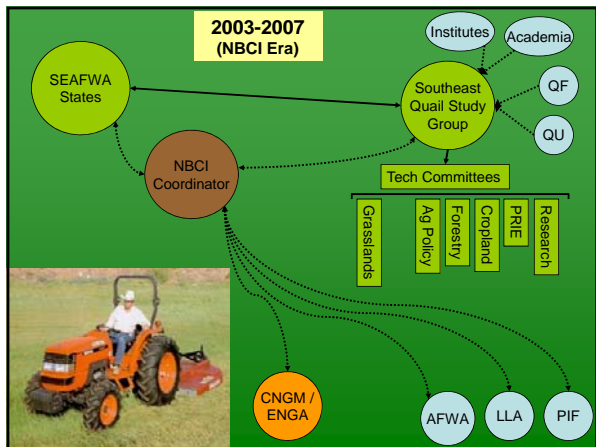 2003-2007
(NBCI Era)
Institutes
Academia
SEAFWA
States
Southeast
Quail Study
Group
QF
QU
NBCI
Coordinator
Tech Committees
Grasslands
Ag Policy
Forestry
Cropland
PRIE
Research
CNGM /
ENGA
AFWA
LLA
PIF